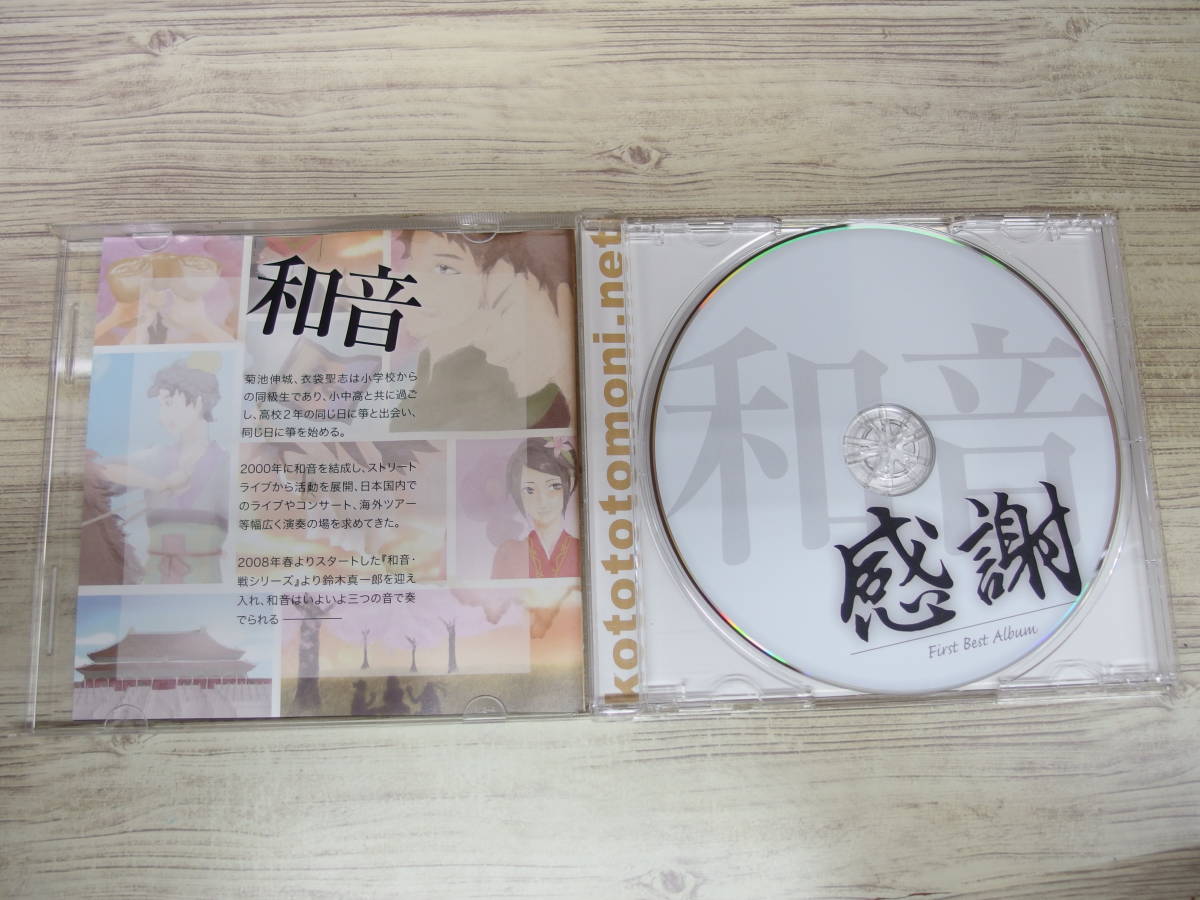 和音
菊池伸城、衣袋聖志は小学校から
の同級生であり、小中高と共に過ご
し、高校2年の同じ日に箏と出会い、
同じ日に箏を始める。
2000年に和音を結成し、ストリート
ライブから活動を展開、日本国内で
のライブやコンサート、海外ツアー
等幅広く演奏の場を求めてきた。
2008年春よりスタートした『和音・
戦シリーズ』より鈴木真一郎を迎え
入れ、和音はいよいよ三つの音で奏
でられる ————
kotototomoni.net
和音
感謝
First Best Album